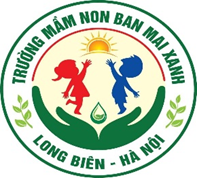 TRƯỜNG MẦM NON BAN MAI XANH
LONG BIÊN - HÀ NỘI